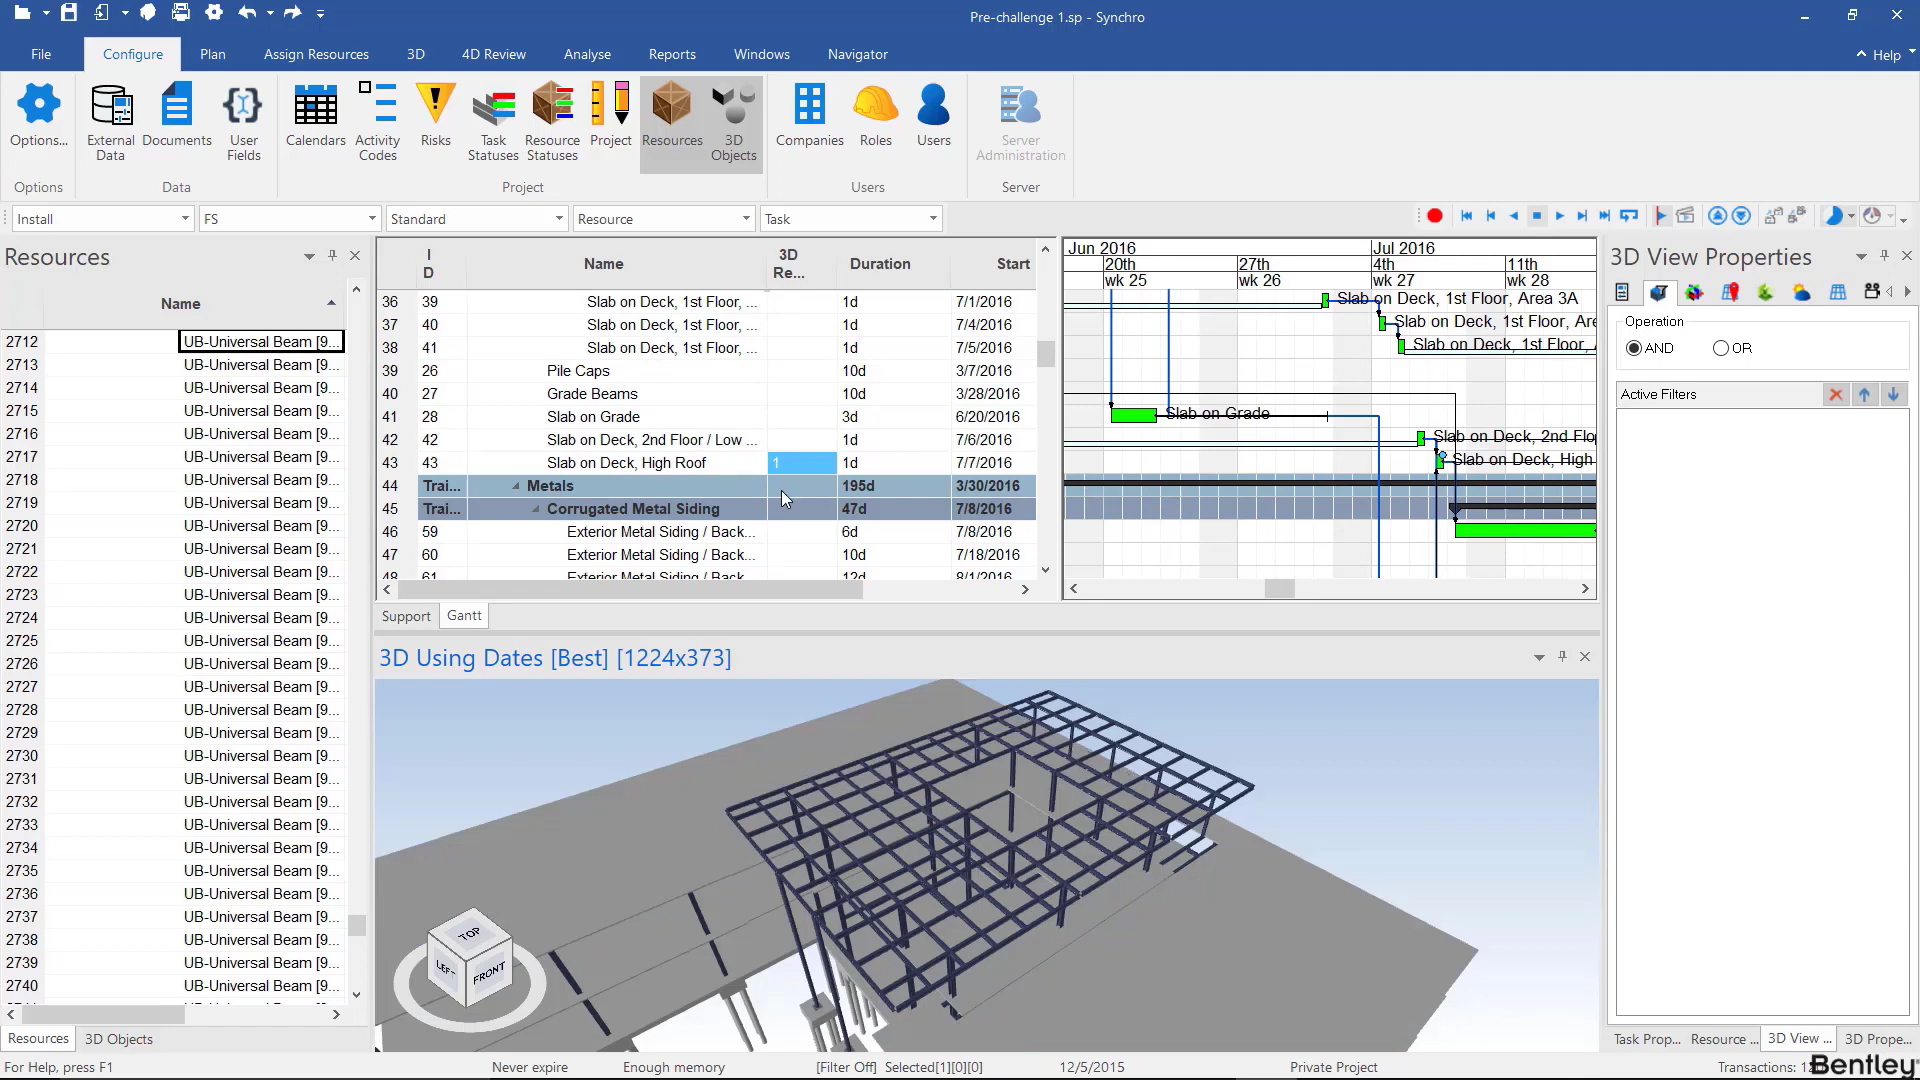 Pre-challenge 1.sp - Synchro
File Configure Plan Assign Resources 3D 4D Review Analyse Reports Windows Navigator Help
Options... External Data Documents User Fields Calendars Activity Codes Risks Task Statuses Resource Statuses Project Resources 3D Objects Companies Roles Users Server Administration
Options Data Project Users Server
Install FS Standard Resource Task
Resources
Name
2712 UB-Universal Beam [9...
2713 UB-Universal Beam [9...
2714 UB-Universal Beam [9...
2715 UB-Universal Beam [9...
2716 UB-Universal Beam [9...
2717 UB-Universal Beam [9...
2718 UB-Universal Beam [9...
2719 UB-Universal Beam [9...
2720 UB-Universal Beam [9...
2721 UB-Universal Beam [9...
2722 UB-Universal Beam [9...
2723 UB-Universal Beam [9...
2724 UB-Universal Beam [9...
2725 UB-Universal Beam [9...
2726 UB-Universal Beam [9...
2727 UB-Universal Beam [9...
2728 UB-Universal Beam [9...
2729 UB-Universal Beam [9...
2730 UB-Universal Beam [9...
2731 UB-Universal Beam [9...
2732 UB-Universal Beam [9...
2733 UB-Universal Beam [9...
2734 UB-Universal Beam [9...
2735 UB-Universal Beam [9...
2736 UB-Universal Beam [9...
2737 UB-Universal Beam [9...
2738 UB-Universal Beam [9...
2739 UB-Universal Beam [9...
2740 UB-Universal Beam [9...
Resources 3D Objects
ID Name 3D Re... Duration Start
36 39 Slab on Deck, 1st Floor, ... 1d 7/1/2016
37 40 Slab on Deck, 1st Floor, ... 1d 7/4/2016
38 41 Slab on Deck, 1st Floor, ... 1d 7/5/2016
39 26 Pile Caps 10d 3/7/2016
40 27 Grade Beams 10d 3/28/2016
41 28 Slab on Grade 3d 6/20/2016
42 42 Slab on Deck, 2nd Floor / Low ... 1d 7/6/2016
43 43 Slab on Deck, High Roof 1 1d 7/7/2016
44 Trai... Metals 195d 3/30/2016
45 Trai... Corrugated Metal Siding 47d 7/8/2016
46 59 Exterior Metal Siding / Back... 6d 7/8/2016
47 60 Exterior Metal Siding / Back... 10d 7/18/2016
48 61 Exterior Metal Siding / Back 12d 8/1/2016
Support Gantt
Jun 2016 Jul 2016
20th 27th 4th 11th
wk 25 wk 26 wk 27 wk 28
Slab on Deck, 1st Floor, Area 3A
Slab on Deck, 1st Floor, Are
Slab on Deck, 1st Floor,
Slab on Grade
Slab on Deck, 2nd Flo
Slab on Deck, High
3D Using Dates [Best] [1224x373]
TOP
LEFT FRONT
3D View Properties
Operation
AND OR
Active Filters
Task Prop... Resource ... 3D View ... 3D Prope...
For Help, press F1 Never expire Enough memory [Filter Off] Selected[1][0][0] 12/5/2015 Private Project Transactions:
Bentley